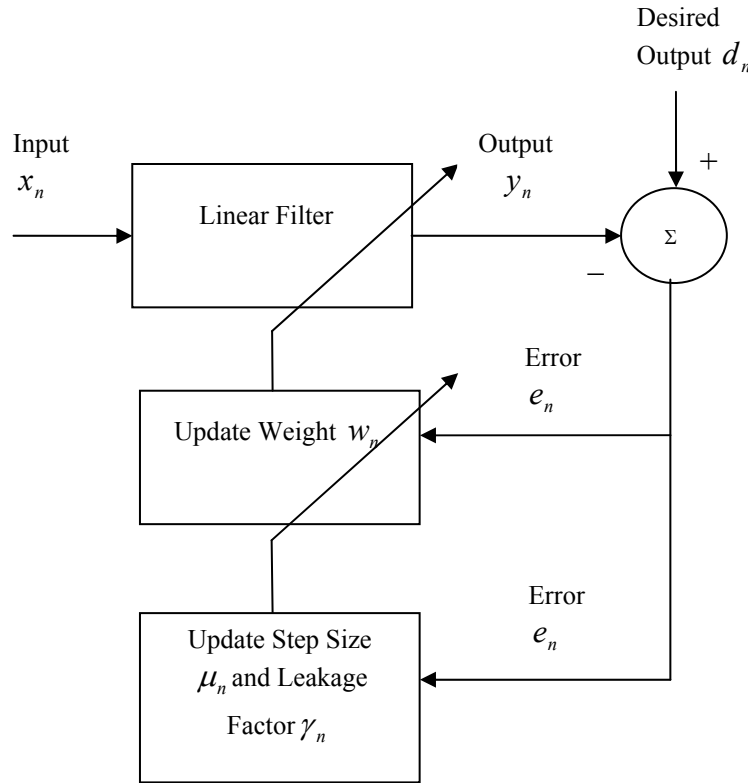 Desired
Output d_n
Input
x_n
Output
y_n
+
Linear Filter
Σ
−
Error
e_n
Update Weight w_n
Error
e_n
Update Step Size
μ_n and Leakage
Factor γ_n